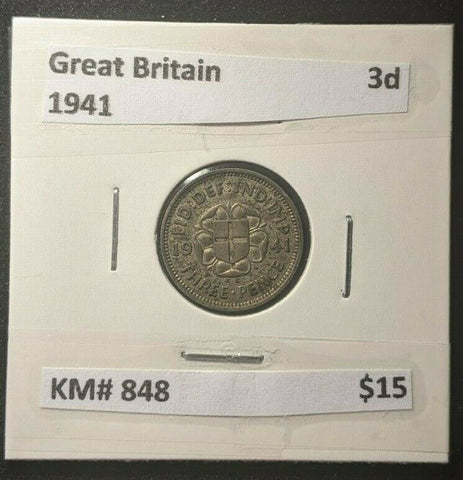 Great Britain 3d
1941
FID·DEF·IND·IMP
19 41
THREE·PENCE
KM# 848 $15